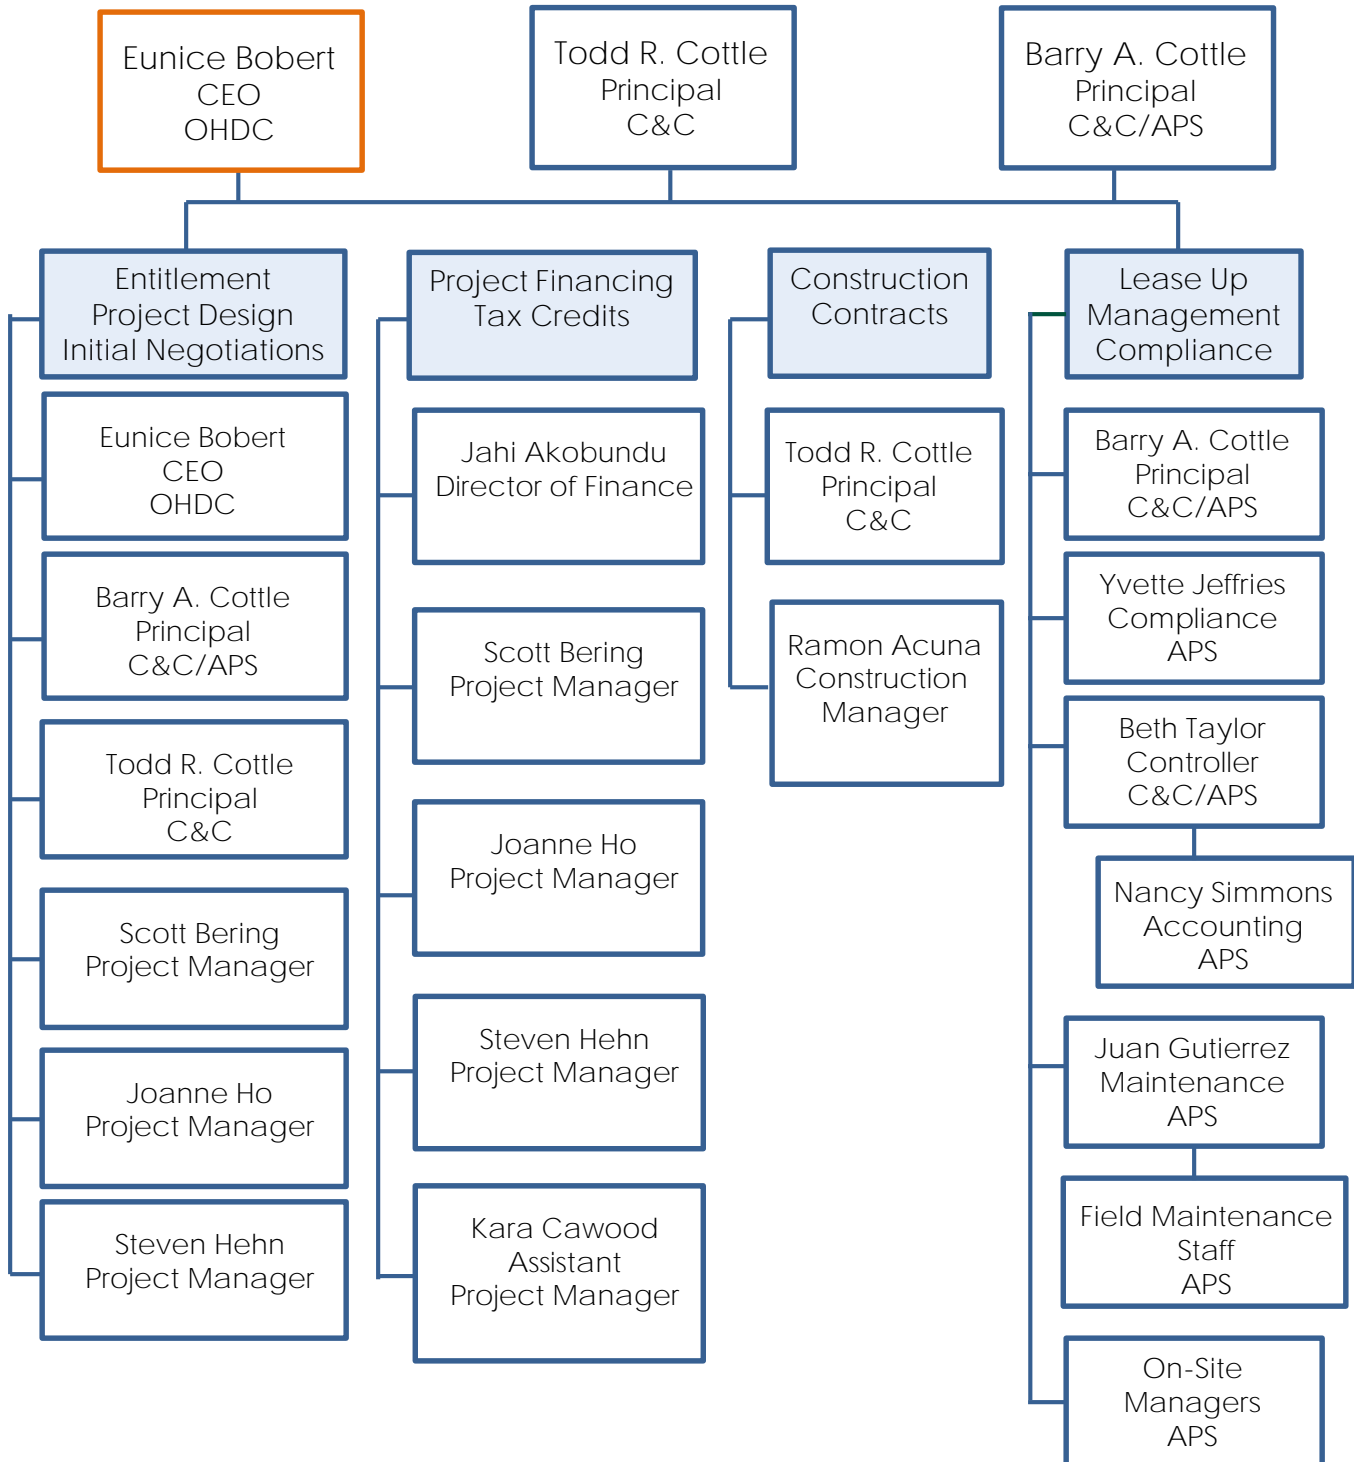 Eunice Bobert
CEO
OHDC
Todd R. Cottle
Principal
C&C
Barry A. Cottle
Principal
C&C/APS
Entitlement
Project Design
Initial Negotiations
Eunice Bobert
CEO
OHDC
Barry A. Cottle
Principal
C&C/APS
Todd R. Cottle
Principal
C&C
Scott Bering
Project Manager
Joanne Ho
Project Manager
Steven Hehn
Project Manager
Project Financing
Tax Credits
Jahi Akobundu
Director of Finance
Scott Bering
Project Manager
Joanne Ho
Project Manager
Steven Hehn
Project Manager
Kara Cawood
Assistant
Project Manager
Construction
Contracts
Todd R. Cottle
Principal
C&C
Ramon Acuna
Construction
Manager
Lease Up
Management
Compliance
Barry A. Cottle
Principal
C&C/APS
Yvette Jeffries
Compliance
APS
Beth Taylor
Controller
C&C/APS
Nancy Simmons
Accounting
APS
Juan Gutierrez
Maintenance
APS
Field Maintenance
Staff
APS
On-Site
Managers
APS